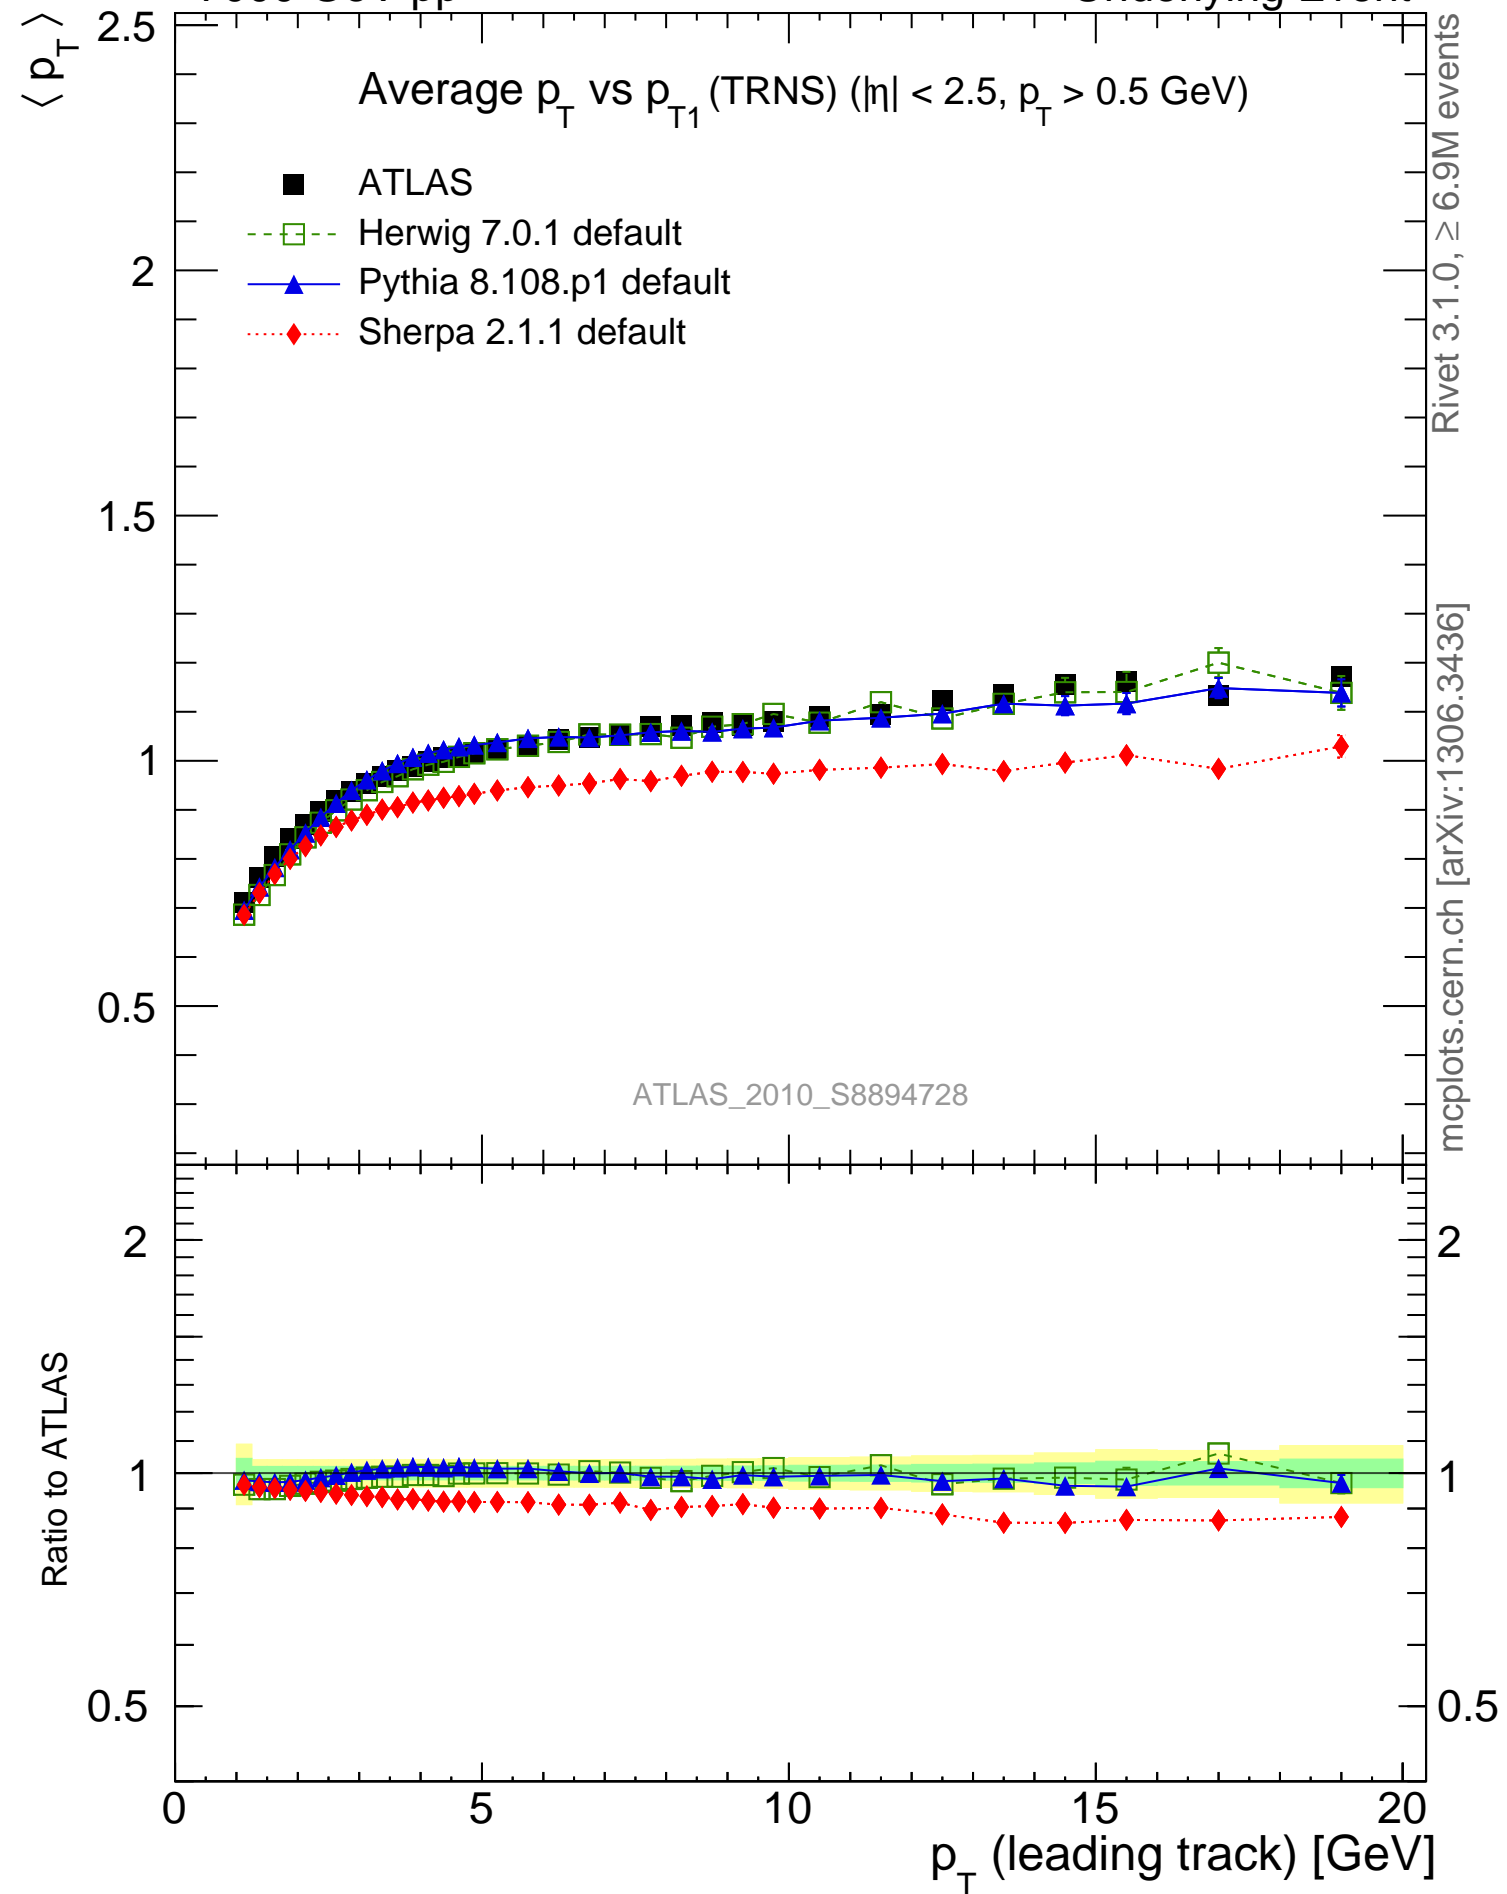 ⟨ p_T ⟩
Average p_T vs p_T1 (TRNS) (|η| < 2.5, p_T > 0.5 GeV)
ATLAS
Herwig 7.0.1 default
Pythia 8.108.p1 default
Sherpa 2.1.1 default
2.5
2
1.5
1
0.5
ATLAS_2010_S8894728
Rivet 3.1.0, ≥ 6.9M events
mcplots.cern.ch [arXiv:1306.3436]
Ratio to ATLAS
2
1
0.5
2
1
0.5
0 5 10 15 20
p_T (leading track) [GeV]